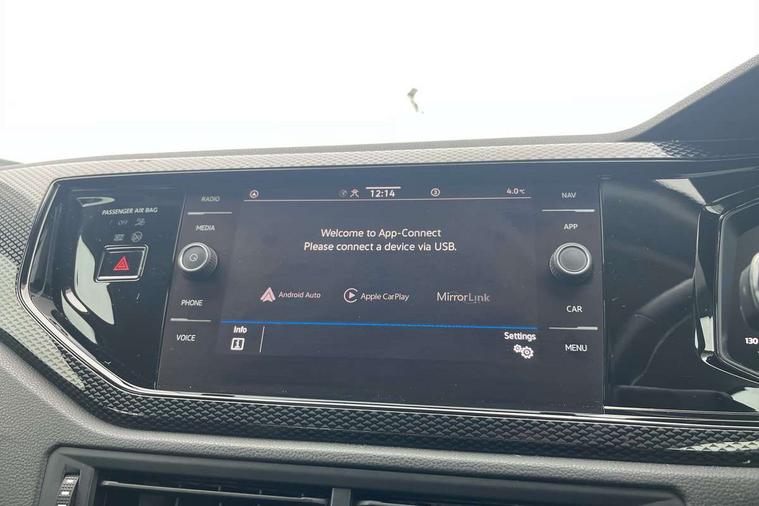 PASSENGER AIR BAG
OFF
RADIO
MEDIA
PHONE
VOICE
12:14
3
4.0°C
Welcome to App-Connect
Please connect a device via USB.
Android Auto
Apple CarPlay
MirrorLink
Info
Settings
NAV
APP
CAR
MENU
130